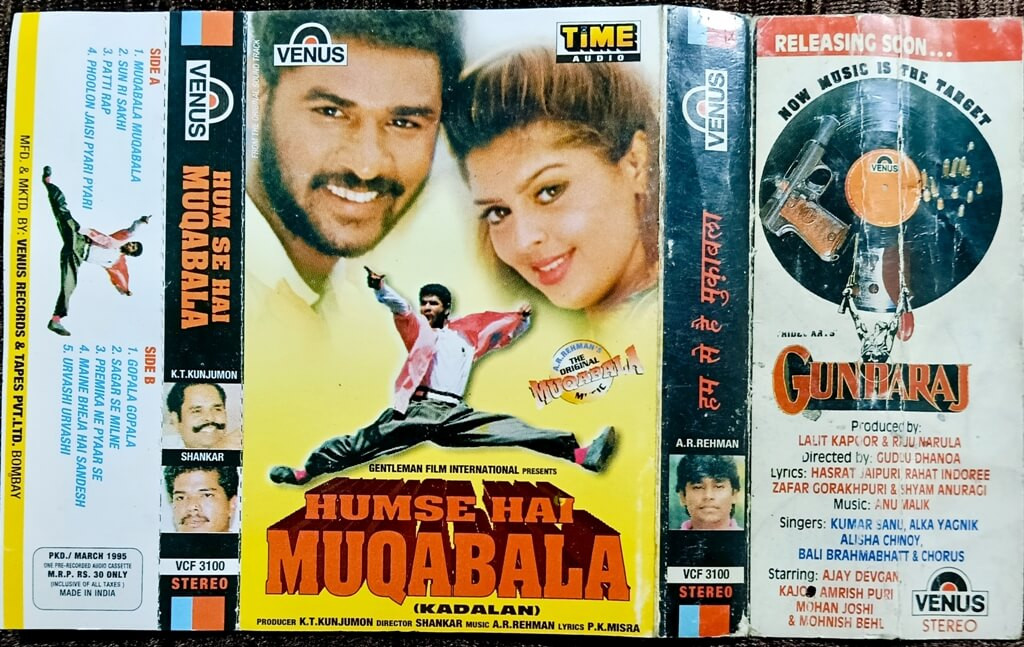 SIDE A
1. MUQABALA MUQABALA
2. SUN RI SAKHI
3. PATTI RAP
4. PHOOLON JAISI PYARI PYARI
SIDE B
1. GOPALA GOPALA
2. SAGAR SE MILNE
3. PREMIKA NE PYAAR SE
4. MAINE BHEJA HAI SANDESH
5. URVASHI URVASHI
MFD. & MKTD. BY: VENUS RECORDS & TAPES PVT. LTD. BOMBAY
PKD./ MARCH 1995
ONE PRE-RECORDED AUDIO CASSETTE
M.R.P. RS. 30 ONLY
(INCLUSIVE OF ALL TAXES)
MADE IN INDIA
VENUS
HUM SE HAI
MUQABALA
K.T.KUNJUMON
SHANKAR
VCF 3100
STEREO
VENUS
TIME
AUDIO
A.R. REHMAN'S
THE
ORIGINAL
MUQABALA
MUSIC
GENTLEMAN FILM INTERNATIONAL PRESENTS
HUMSE HAI
MUQABALA
(KADALAN)
PRODUCER K.T.KUNJUMON DIRECTOR SHANKAR MUSIC A.R.REHMAN LYRICS P.K.MISRA
VENUS
हम से है मुक़ाबला
A.R.REHMAN
VCF 3100
STEREO
RELEASING SOON...
NOW MUSIC IS THE TARGET
VENUS
GUNDARAJ
Produced by:
LALIT KAPOOR & RAJU NARULA
Directed by: GUDDU DHANOA
Lyrics: HASRAT JAIPURI, RAHAT INDOREE
ZAFAR GORAKHPURI & SHYAM ANURAGI
Music: ANU MALIK
Singers: KUMAR SANU, ALKA YAGNIK
ALISHA CHINOY,
BALI BRAHMABHATT & CHORUS
Starring: AJAY DEVGAN,
KAJOL, AMRISH PURI
MOHAN JOSHI
& MOHNISH BEHL
VENUS
STEREO